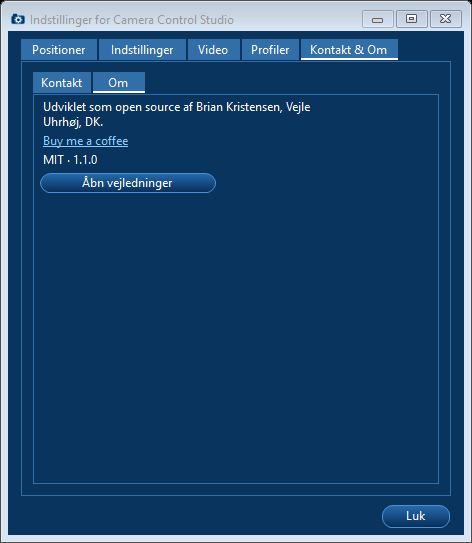 Indstillinger for Camera Control Studio
Positioner Indstillinger Video Profiler Kontakt & Om
Kontakt Om
Udviklet som open source af Brian Kristensen, Vejle
Uhrhøj, DK.
Buy me a coffee
MIT · 1.1.0
Åbn vejledninger
Luk